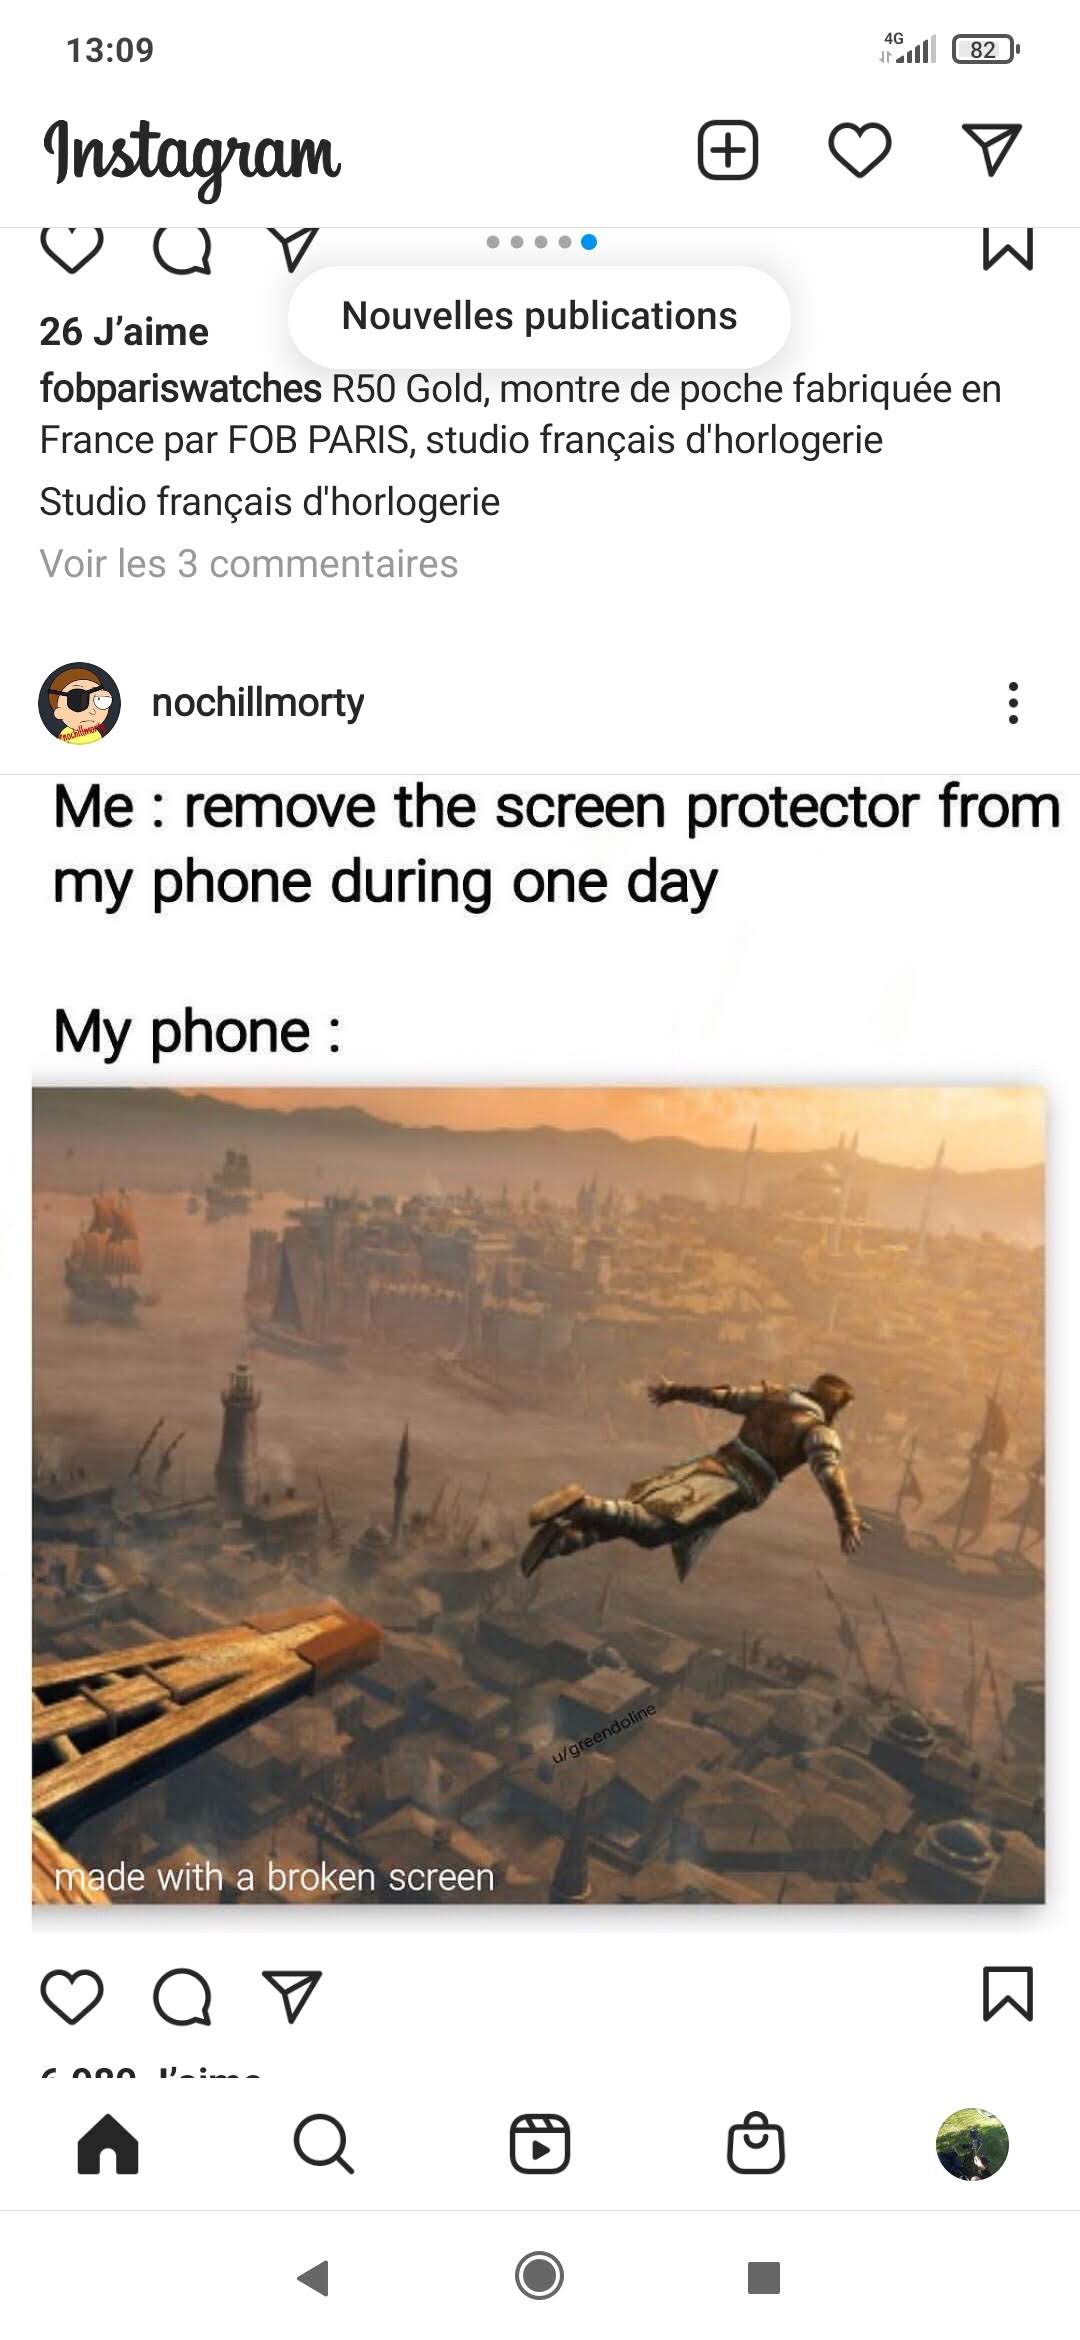 13:09
4G
82
Instagram
Nouvelles publications
26 J’aime
fobpariswatches R50 Gold, montre de poche fabriquée en
France par FOB PARIS, studio français d'horlogerie
Studio français d'horlogerie
Voir les 3 commentaires
nochillmorty
Me : remove the screen protector from
my phone during one day
My phone :
u/greendoline
made with a broken screen
J’aime